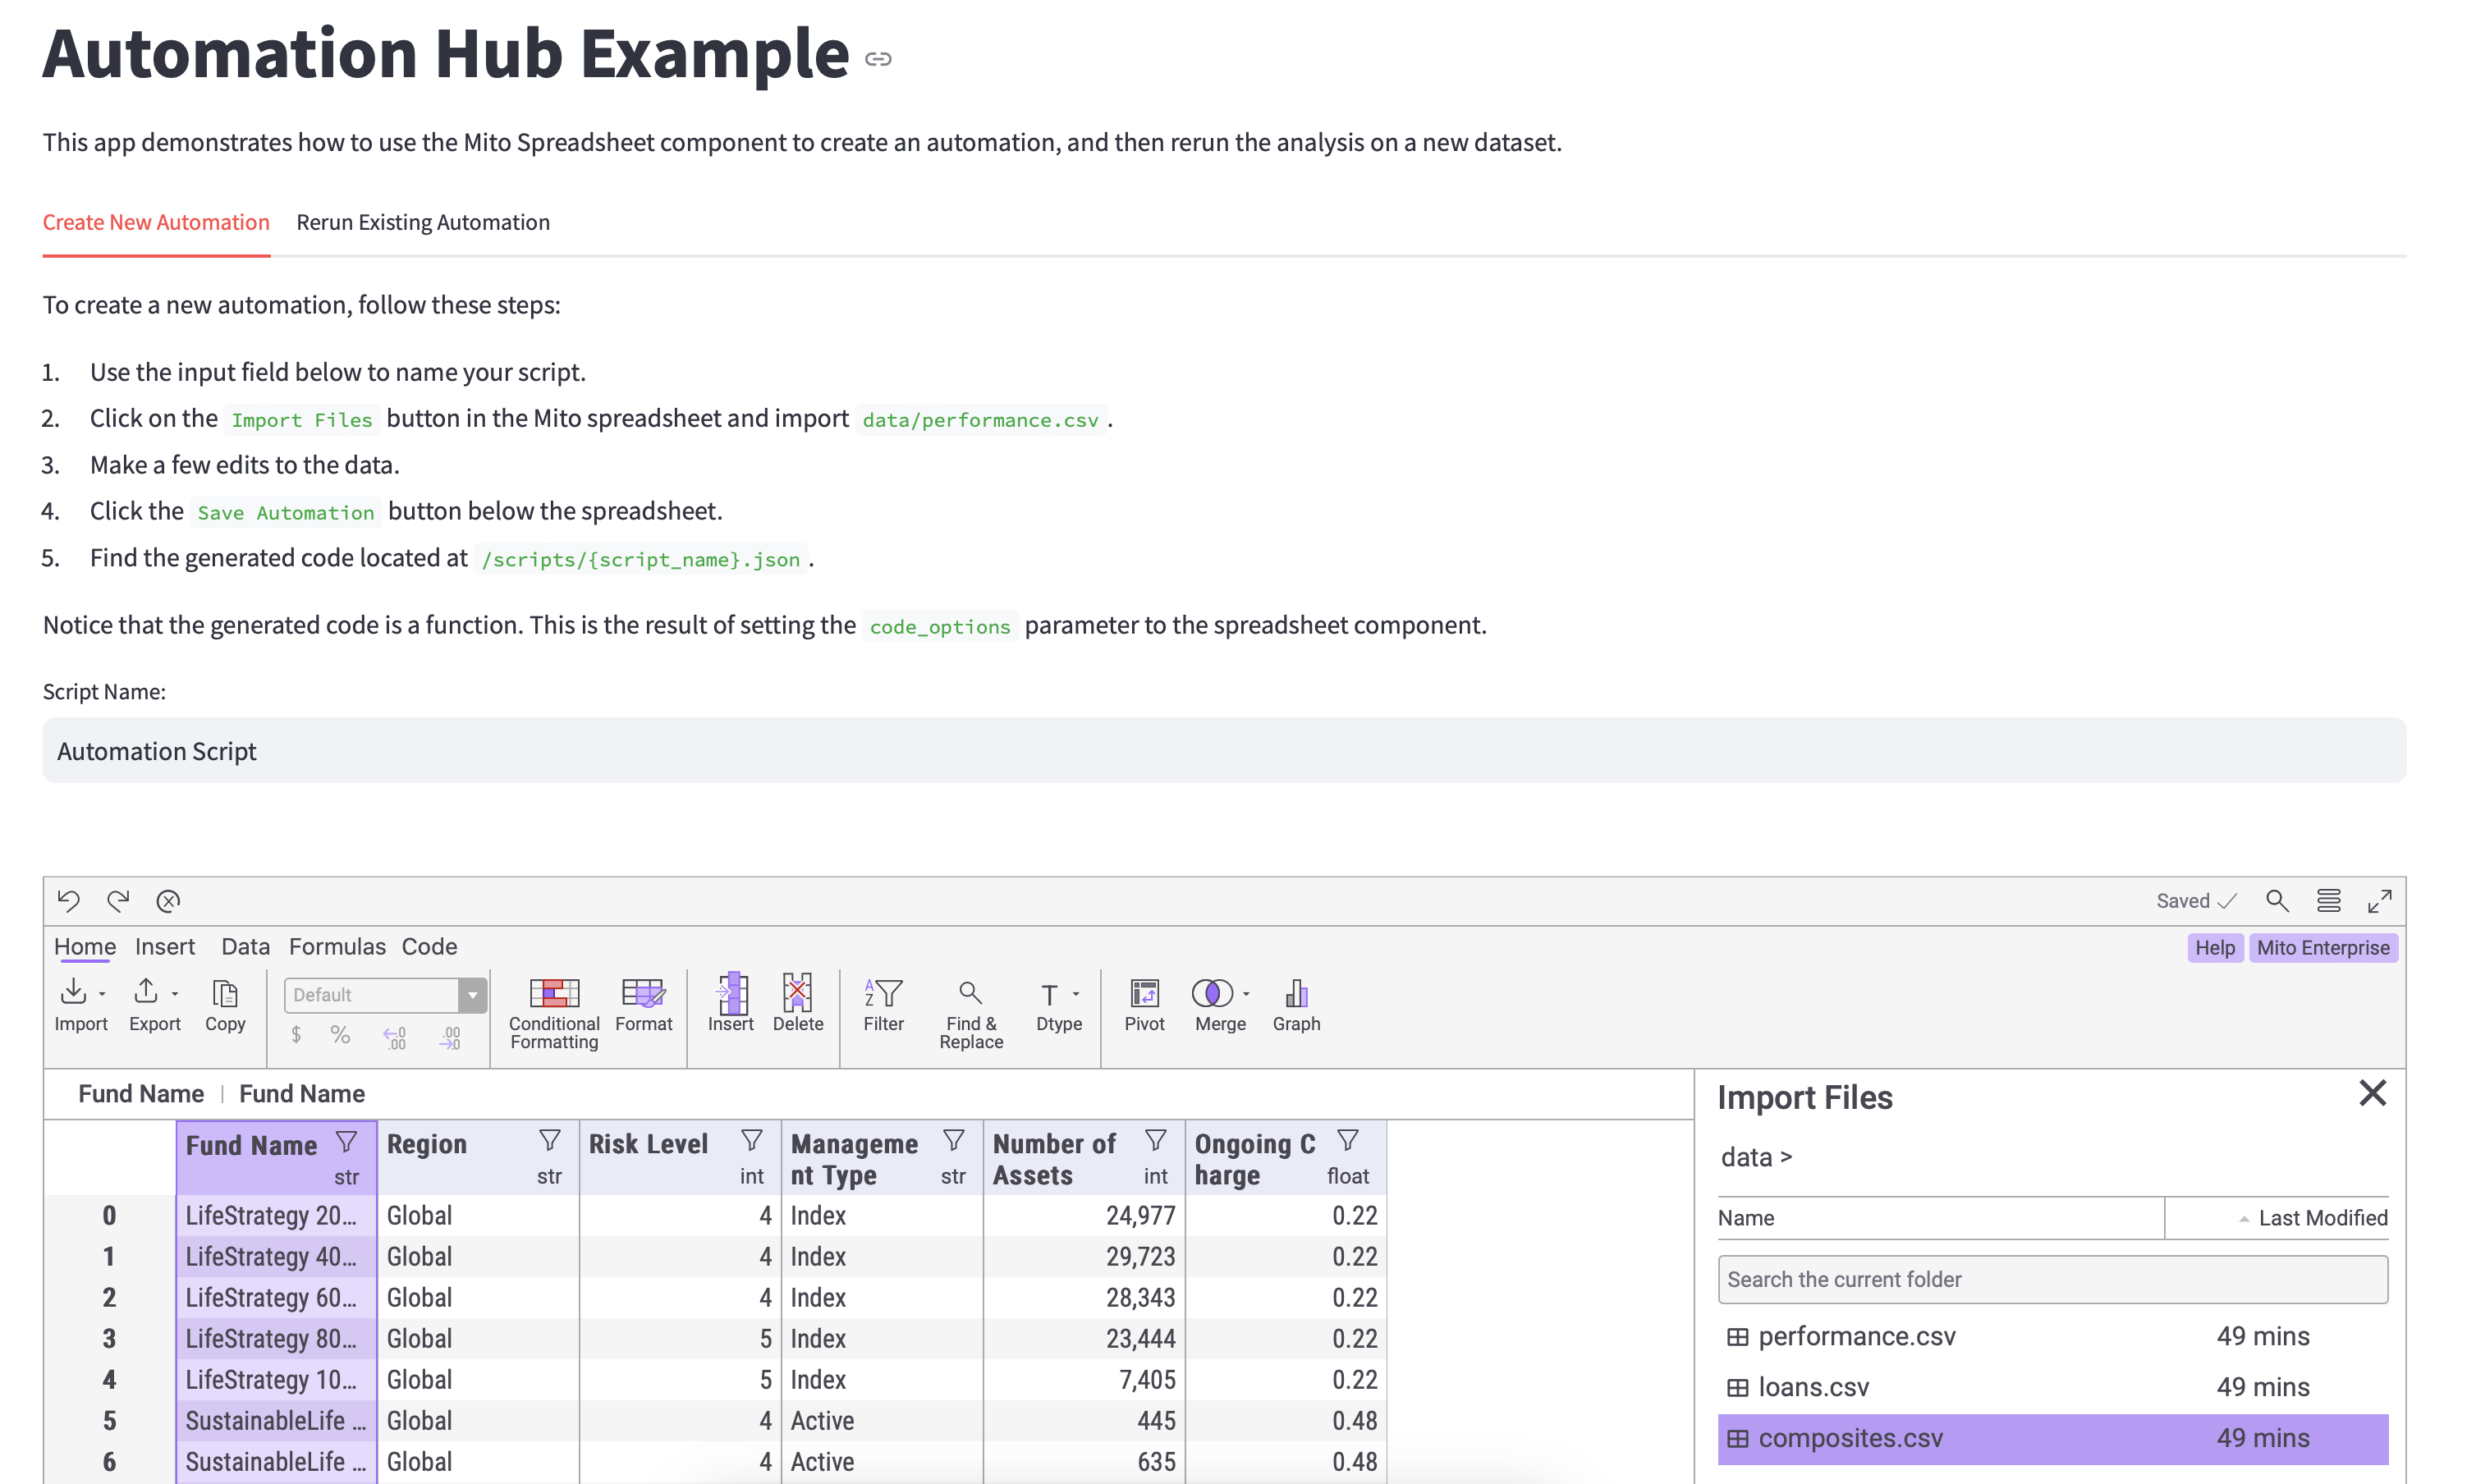 Automation Hub Example
This app demonstrates how to use the Mito Spreadsheet component to create an automation, and then rerun the analysis on a new dataset.
Create New Automation Rerun Existing Automation
To create a new automation, follow these steps:
1. Use the input field below to name your script.
2. Click on the Import Files button in the Mito spreadsheet and import data/performance.csv .
3. Make a few edits to the data.
4. Click the Save Automation button below the spreadsheet.
5. Find the generated code located at /scripts/{script_name}.json .
Notice that the generated code is a function. This is the result of setting the code_options parameter to the spreadsheet component.
Script Name:
Automation Script
Saved
Home Insert Data Formulas Code Help Mito Enterprise
Default
$ % .0 .00 .00 .0
Import Export Copy Conditional Formatting Format Insert Delete A Z Filter Find & Replace T Dtype Pivot Merge Graph
Fund Name | Fund Name
Fund Name str Region str Risk Level int Manageme nt Type str Number of Assets int Ongoing C harge float
0 LifeStrategy 20... Global 4 Index 24,977 0.22
1 LifeStrategy 40... Global 4 Index 29,723 0.22
2 LifeStrategy 60... Global 4 Index 28,343 0.22
3 LifeStrategy 80... Global 5 Index 23,444 0.22
4 LifeStrategy 10... Global 5 Index 7,405 0.22
5 SustainableLife ... Global 4 Active 445 0.48
6 SustainableLife ... Global 4 Active 635 0.48
Import Files
data >
Name Last Modified
Search the current folder
performance.csv 49 mins
loans.csv 49 mins
composites.csv 49 mins